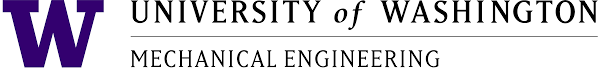 W
UNIVERSITY of WASHINGTON
MECHANICAL ENGINEERING